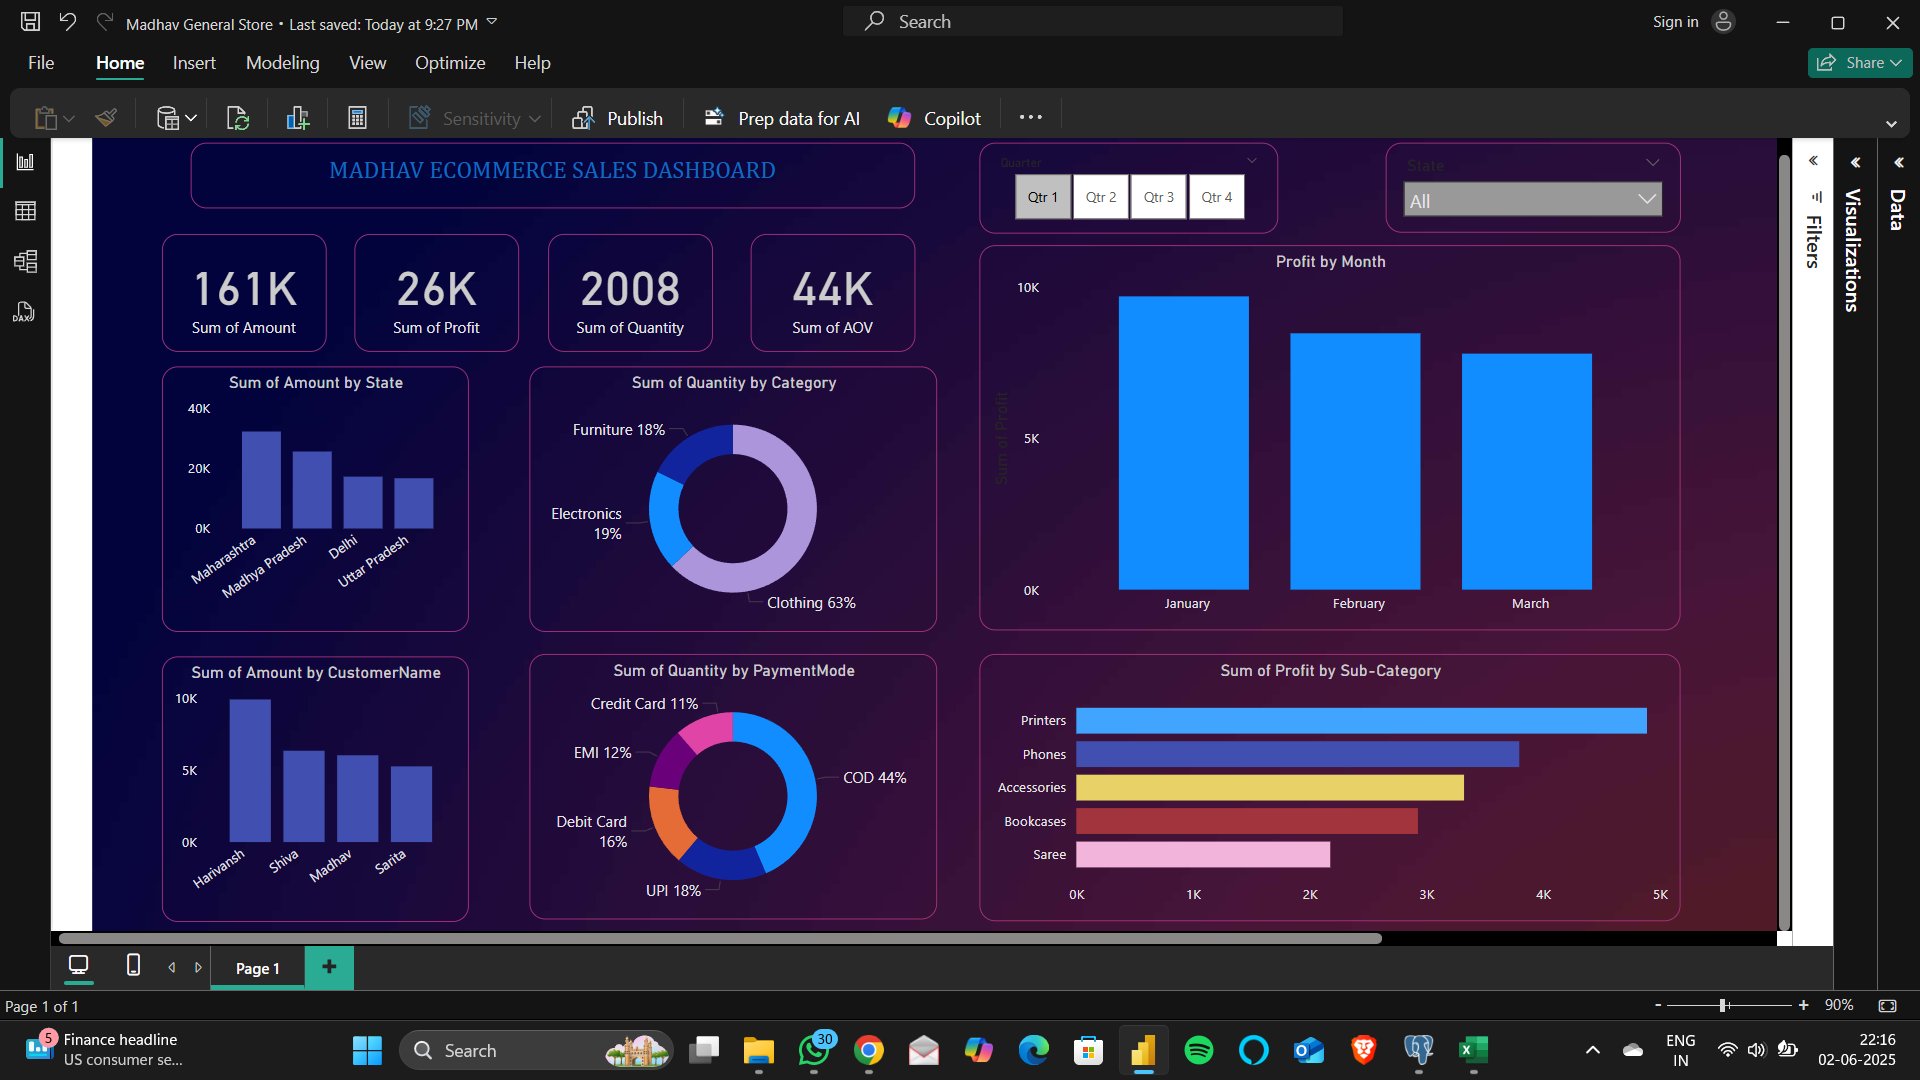 Madhav General Store • Last saved: Today at 9:27 PM
Search
Sign in
File
Home
Insert
Modeling
View
Optimize
Help
Share
Sensitivity
Publish
Prep data for AI
Copilot
DAX
MADHAV ECOMMERCE SALES DASHBOARD
Quarter
Qtr 1
Qtr 2
Qtr 3
Qtr 4
State
All
Filters
Visualizations
Data
161K
Sum of Amount
26K
Sum of Profit
2008
Sum of Quantity
44K
Sum of AOV
Profit by Month
Sum of Profit
10K
5K
0K
January
February
March
Sum of Amount by State
40K
20K
0K
Maharashtra
Madhya Pradesh
Delhi
Uttar Pradesh
Sum of Quantity by Category
Furniture 18%
Electronics
19%
Clothing 63%
Sum of Amount by CustomerName
10K
5K
0K
Harivansh
Shiva
Madhav
Sarita
Sum of Quantity by PaymentMode
Credit Card 11%
EMI 12%
COD 44%
Debit Card
16%
UPI 18%
Sum of Profit by Sub-Category
Printers
Phones
Accessories
Bookcases
Saree
0K
1K
2K
3K
4K
5K
Page 1
Page 1 of 1
- + 90%
5
Finance headline
US consumer se...
Search
30
ENG
IN
22:16
02-06-2025